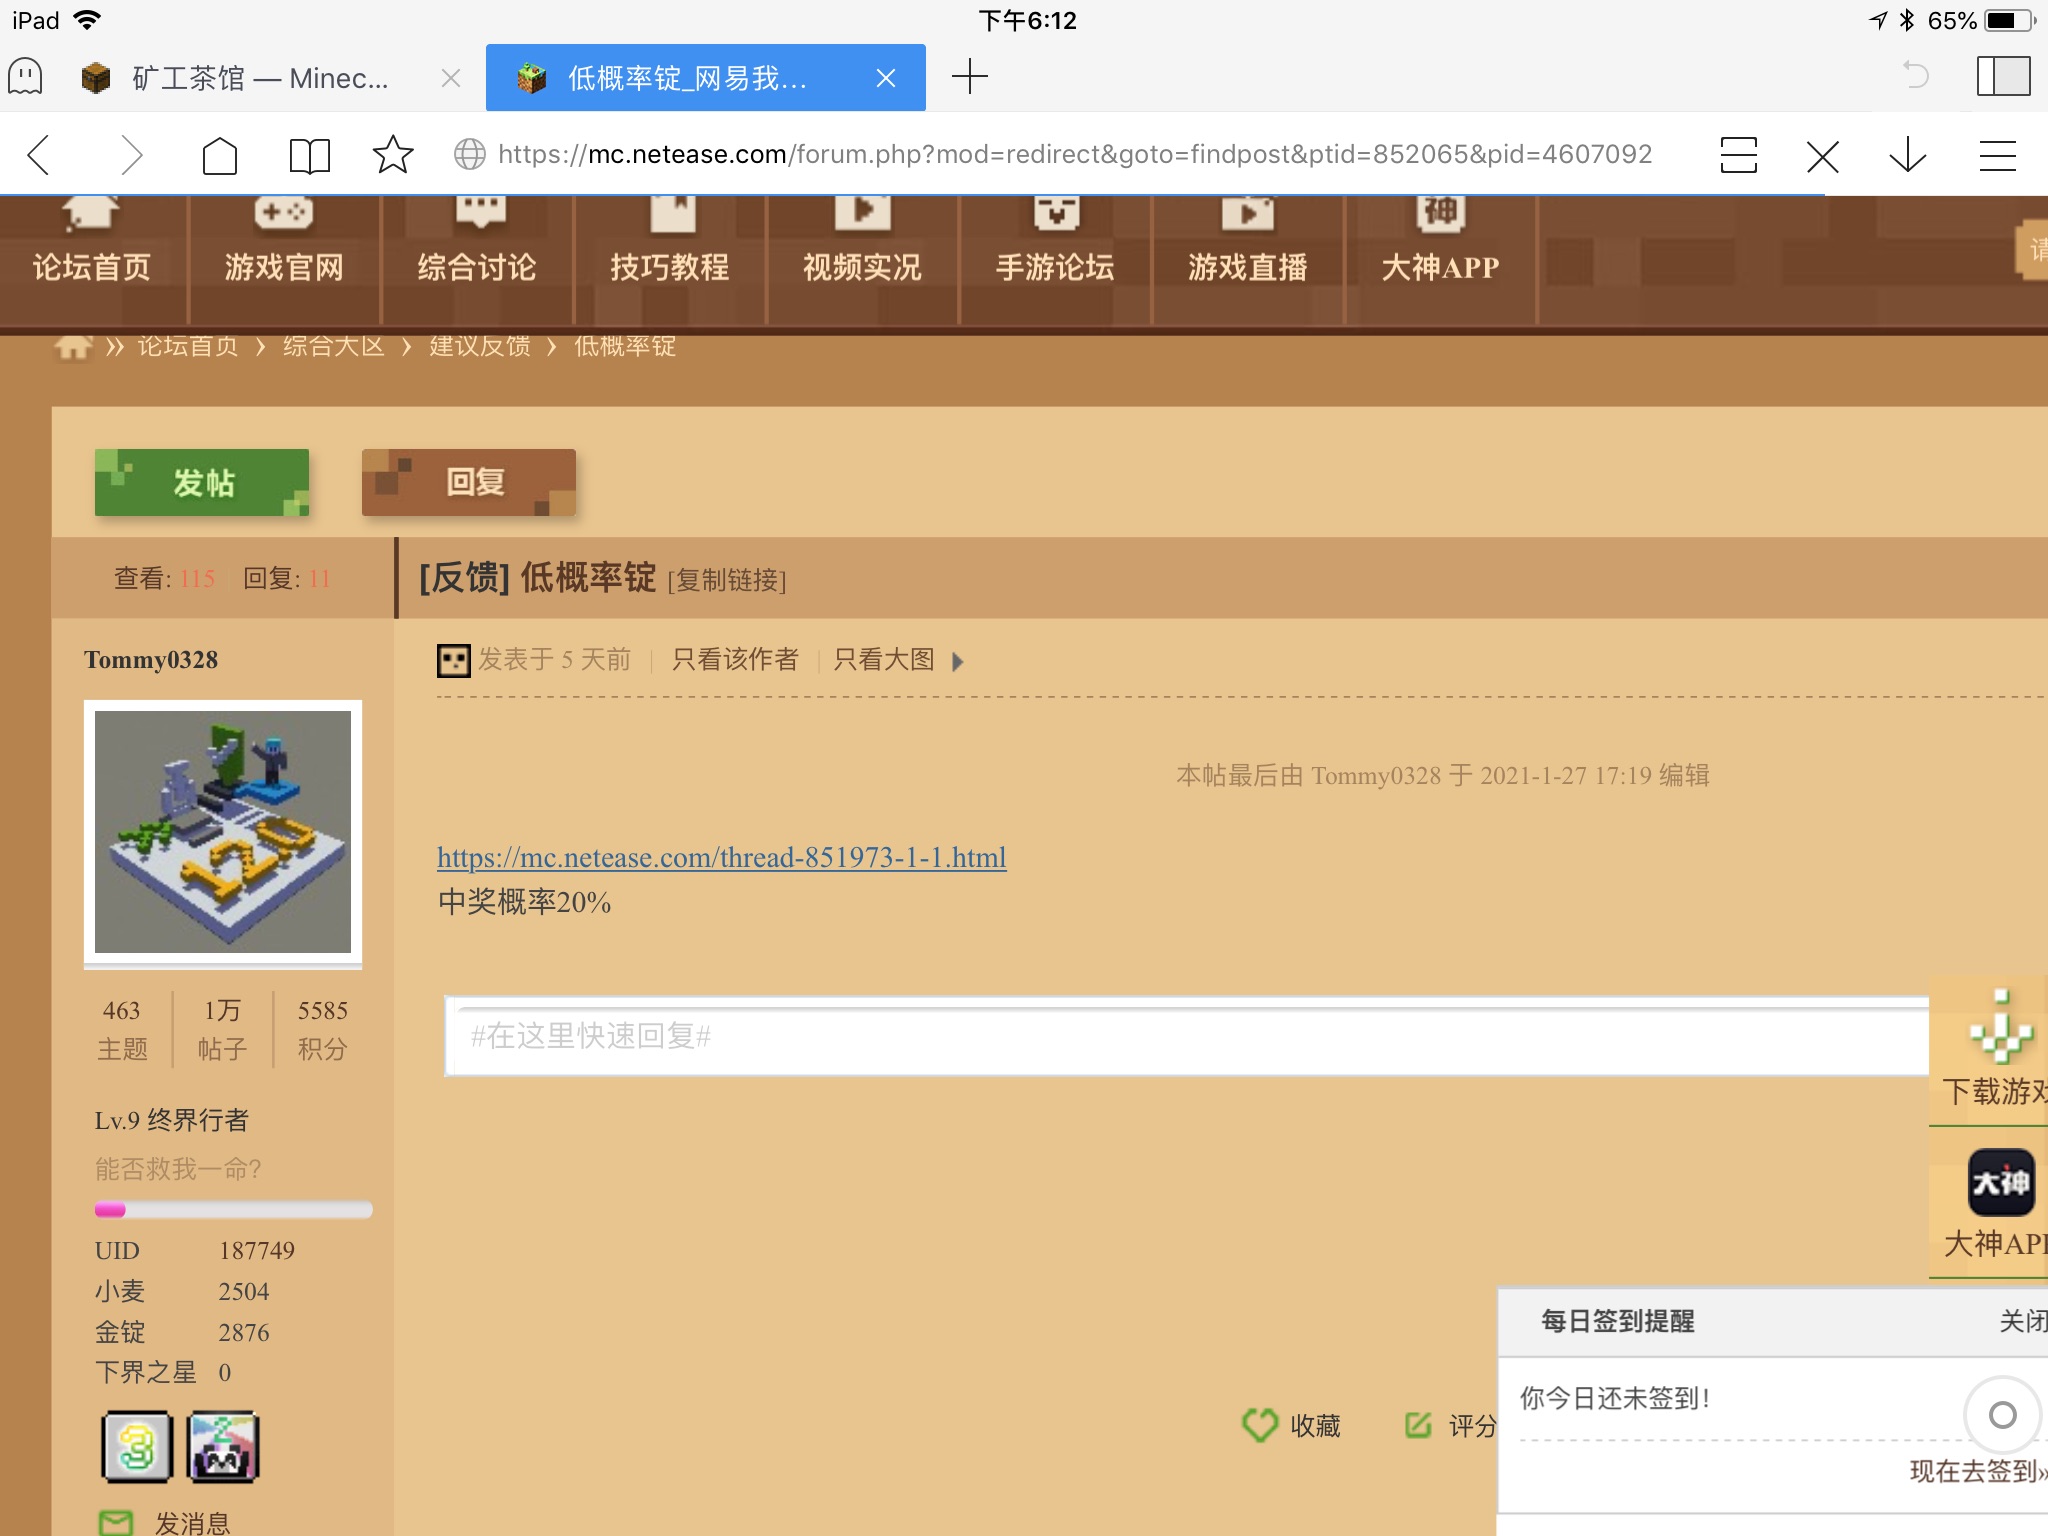 iPad
下午6:12
65%
矿工茶馆 — Minec...
低概率锭_网易我...
https://mc.netease.com/forum.php?mod=redirect&goto=findpost&ptid=852065&pid=4607092
论坛首页 游戏官网 综合讨论 技巧教程 视频实况 手游论坛 游戏直播 大神APP
请
» 论坛首页 › 综合大区 › 建议反馈 › 低概率锭
发帖 回复
查看: 115 回复: 11
[反馈] 低概率锭 [复制链接]
Tommy0328
发表于 5 天前 只看该作者 只看大图
本帖最后由 Tommy0328 于 2021-1-27 17:19 编辑
https://mc.netease.com/thread-851973-1-1.html
中奖概率20%
12.0
463 1万 5585
主题 帖子 积分
#在这里快速回复#
下载游戏
Lv.9 终界行者
能否救我一命?
大神
大神APP
UID 187749
小麦 2504
金锭 2876
下界之星 0
3
2
发消息
收藏 评分
每日签到提醒 关闭
你今日还未签到!
现在去签到»